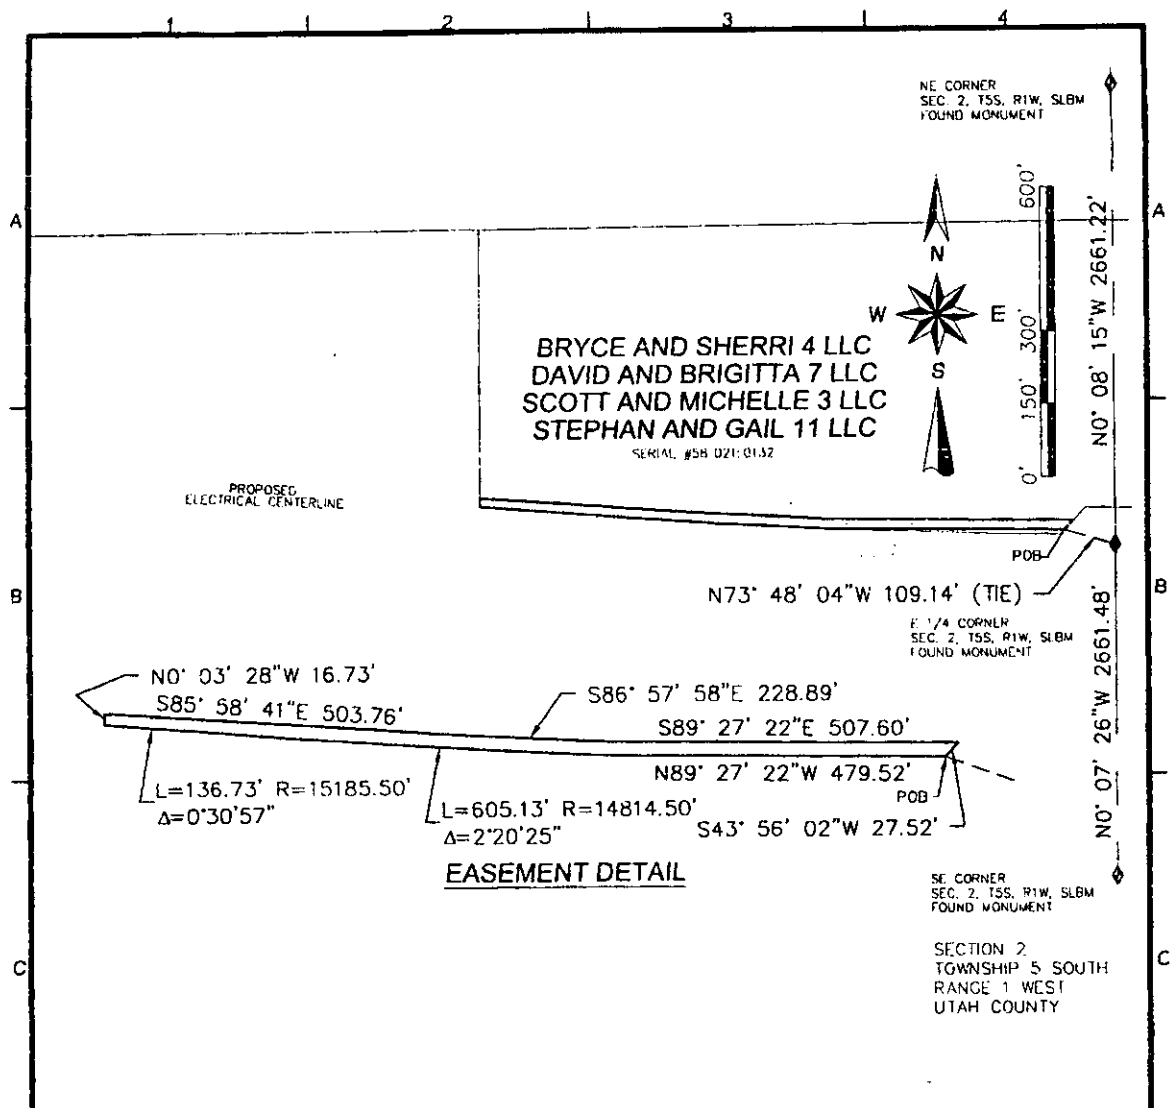 1 2 3 4
NE CORNER
SEC. 2, T5S, R1W, SLBM
FOUND MONUMENT
A
A
N
W E
S
600'
300'
150'
0'
N0° 08' 15"W 2661.22'
BRYCE AND SHERRI 4 LLC
DAVID AND BRIGITTA 7 LLC
SCOTT AND MICHELLE 3 LLC
STEPHAN AND GAIL 11 LLC
SERIAL #58 021:0132
PROPOSED
ELECTRICAL CENTERLINE
POB
B
B
N73° 48' 04"W 109.14' (TIE)
E 1/4 CORNER
SEC. 2, T5S, R1W, SLBM
FOUND MONUMENT
N0° 07' 26"W 2661.48'
N0° 03' 28"W 16.73'
S85° 58' 41"E 503.76'
S86° 57' 58"E 228.89'
S89° 27' 22"E 507.60'
N89° 27' 22"W 479.52'
POB
L=136.73' R=15185.50'
Δ=0°30'57"
L=605.13' R=14814.50'
Δ=2°20'25"
S43° 56' 02"W 27.52'
EASEMENT DETAIL
SE CORNER
SEC. 2, T5S, R1W, SLBM
FOUND MONUMENT
SECTION 2
TOWNSHIP 5 SOUTH
RANGE 1 WEST
UTAH COUNTY
C
C